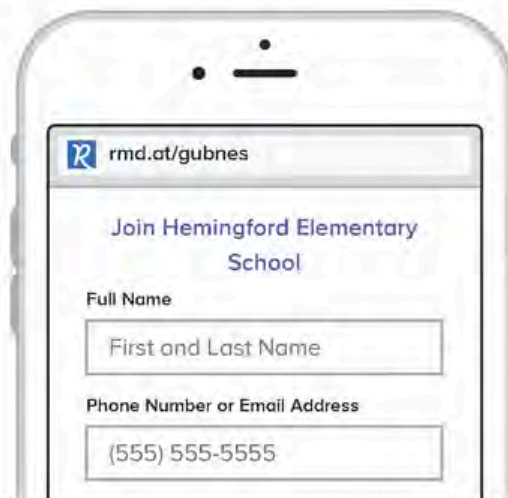 R rmd.at/gubnes
Join Hemingford Elementary
School
Full Name
First and Last Name
Phone Number or Email Address
(555) 555-5555